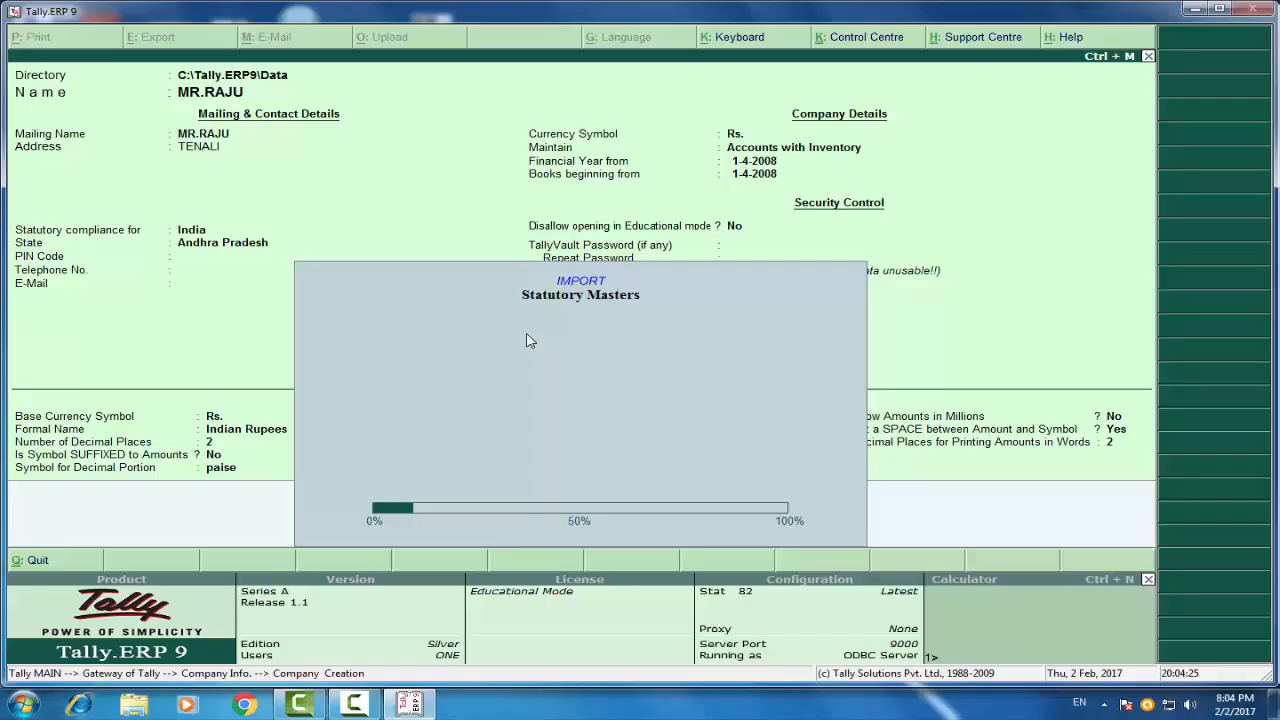 Tally.ERP 9
P: Print E: Export M: E-Mail O: Upload G: Language K: Keyboard K: Control Centre H: Support Centre H: Help
Ctrl + M
Directory : C:\Tally.ERP9\Data
Name : MR.RAJU
Mailing & Contact Details Company Details
Mailing Name : MR.RAJU Currency Symbol : Rs.
Address : TENALI Maintain : Accounts with Inventory
Financial Year from : 1-4-2008
Books beginning from : 1-4-2008
Security Control
Statutory compliance for : India Disallow opening in Educational mode ? No
State : Andhra Pradesh TallyVault Password (if any) :
PIN Code : Repeat Password
Telephone No. : ata unusable!!)
E-Mail :
IMPORT
Statutory Masters
Base Currency Symbol : Rs. ow Amounts in Millions ? No
Formal Name : Indian Rupees t a SPACE between Amount and Symbol ? Yes
Number of Decimal Places : 2 cimal Places for Printing Amounts in Words : 2
Is Symbol SUFFIXED to Amounts ? No
Symbol for Decimal Portion : paise
0% 50% 100%
Q: Quit
Product Version License Configuration Calculator Ctrl + N
Tally
POWER OF SIMPLICITY
Tally.ERP 9
Series A
Release 1.1
Edition Silver
Users ONE
Educational Mode
Stat 82 Latest
Proxy None
Server Port 9000
Running as ODBC Server
1>
Tally MAIN --> Gateway of Tally --> Company Info. --> Company Creation (c) Tally Solutions Pvt. Ltd., 1988-2009 Thu, 2 Feb, 2017 20:04:25
EN 8:04 PM
2/2/2017